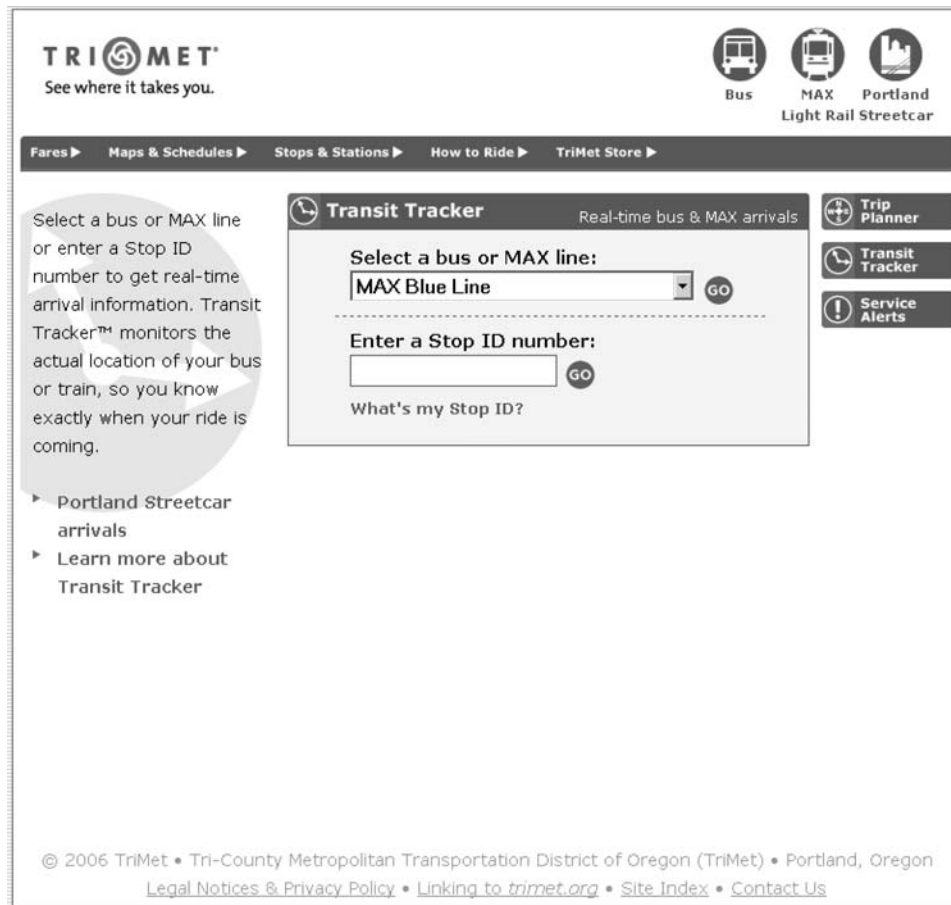 TRI MET
See where it takes you.
Bus
MAX
Light Rail
Portland
Streetcar
Fares Maps & Schedules Stops & Stations How to Ride TriMet Store
Select a bus or MAX line
or enter a Stop ID
number to get real-time
arrival information. Transit
Tracker™ monitors the
actual location of your bus
or train, so you know
exactly when your ride is
coming.
Portland Streetcar
arrivals
Learn more about
Transit Tracker
Transit Tracker Real-time bus & MAX arrivals
Select a bus or MAX line:
MAX Blue Line GO
Enter a Stop ID number:
GO
What's my Stop ID?
N
W E
S
Trip
Planner
Transit
Tracker
Service
Alerts
© 2006 TriMet • Tri-County Metropolitan Transportation District of Oregon (TriMet) • Portland, Oregon
Legal Notices & Privacy Policy • Linking to trimet.org • Site Index • Contact Us